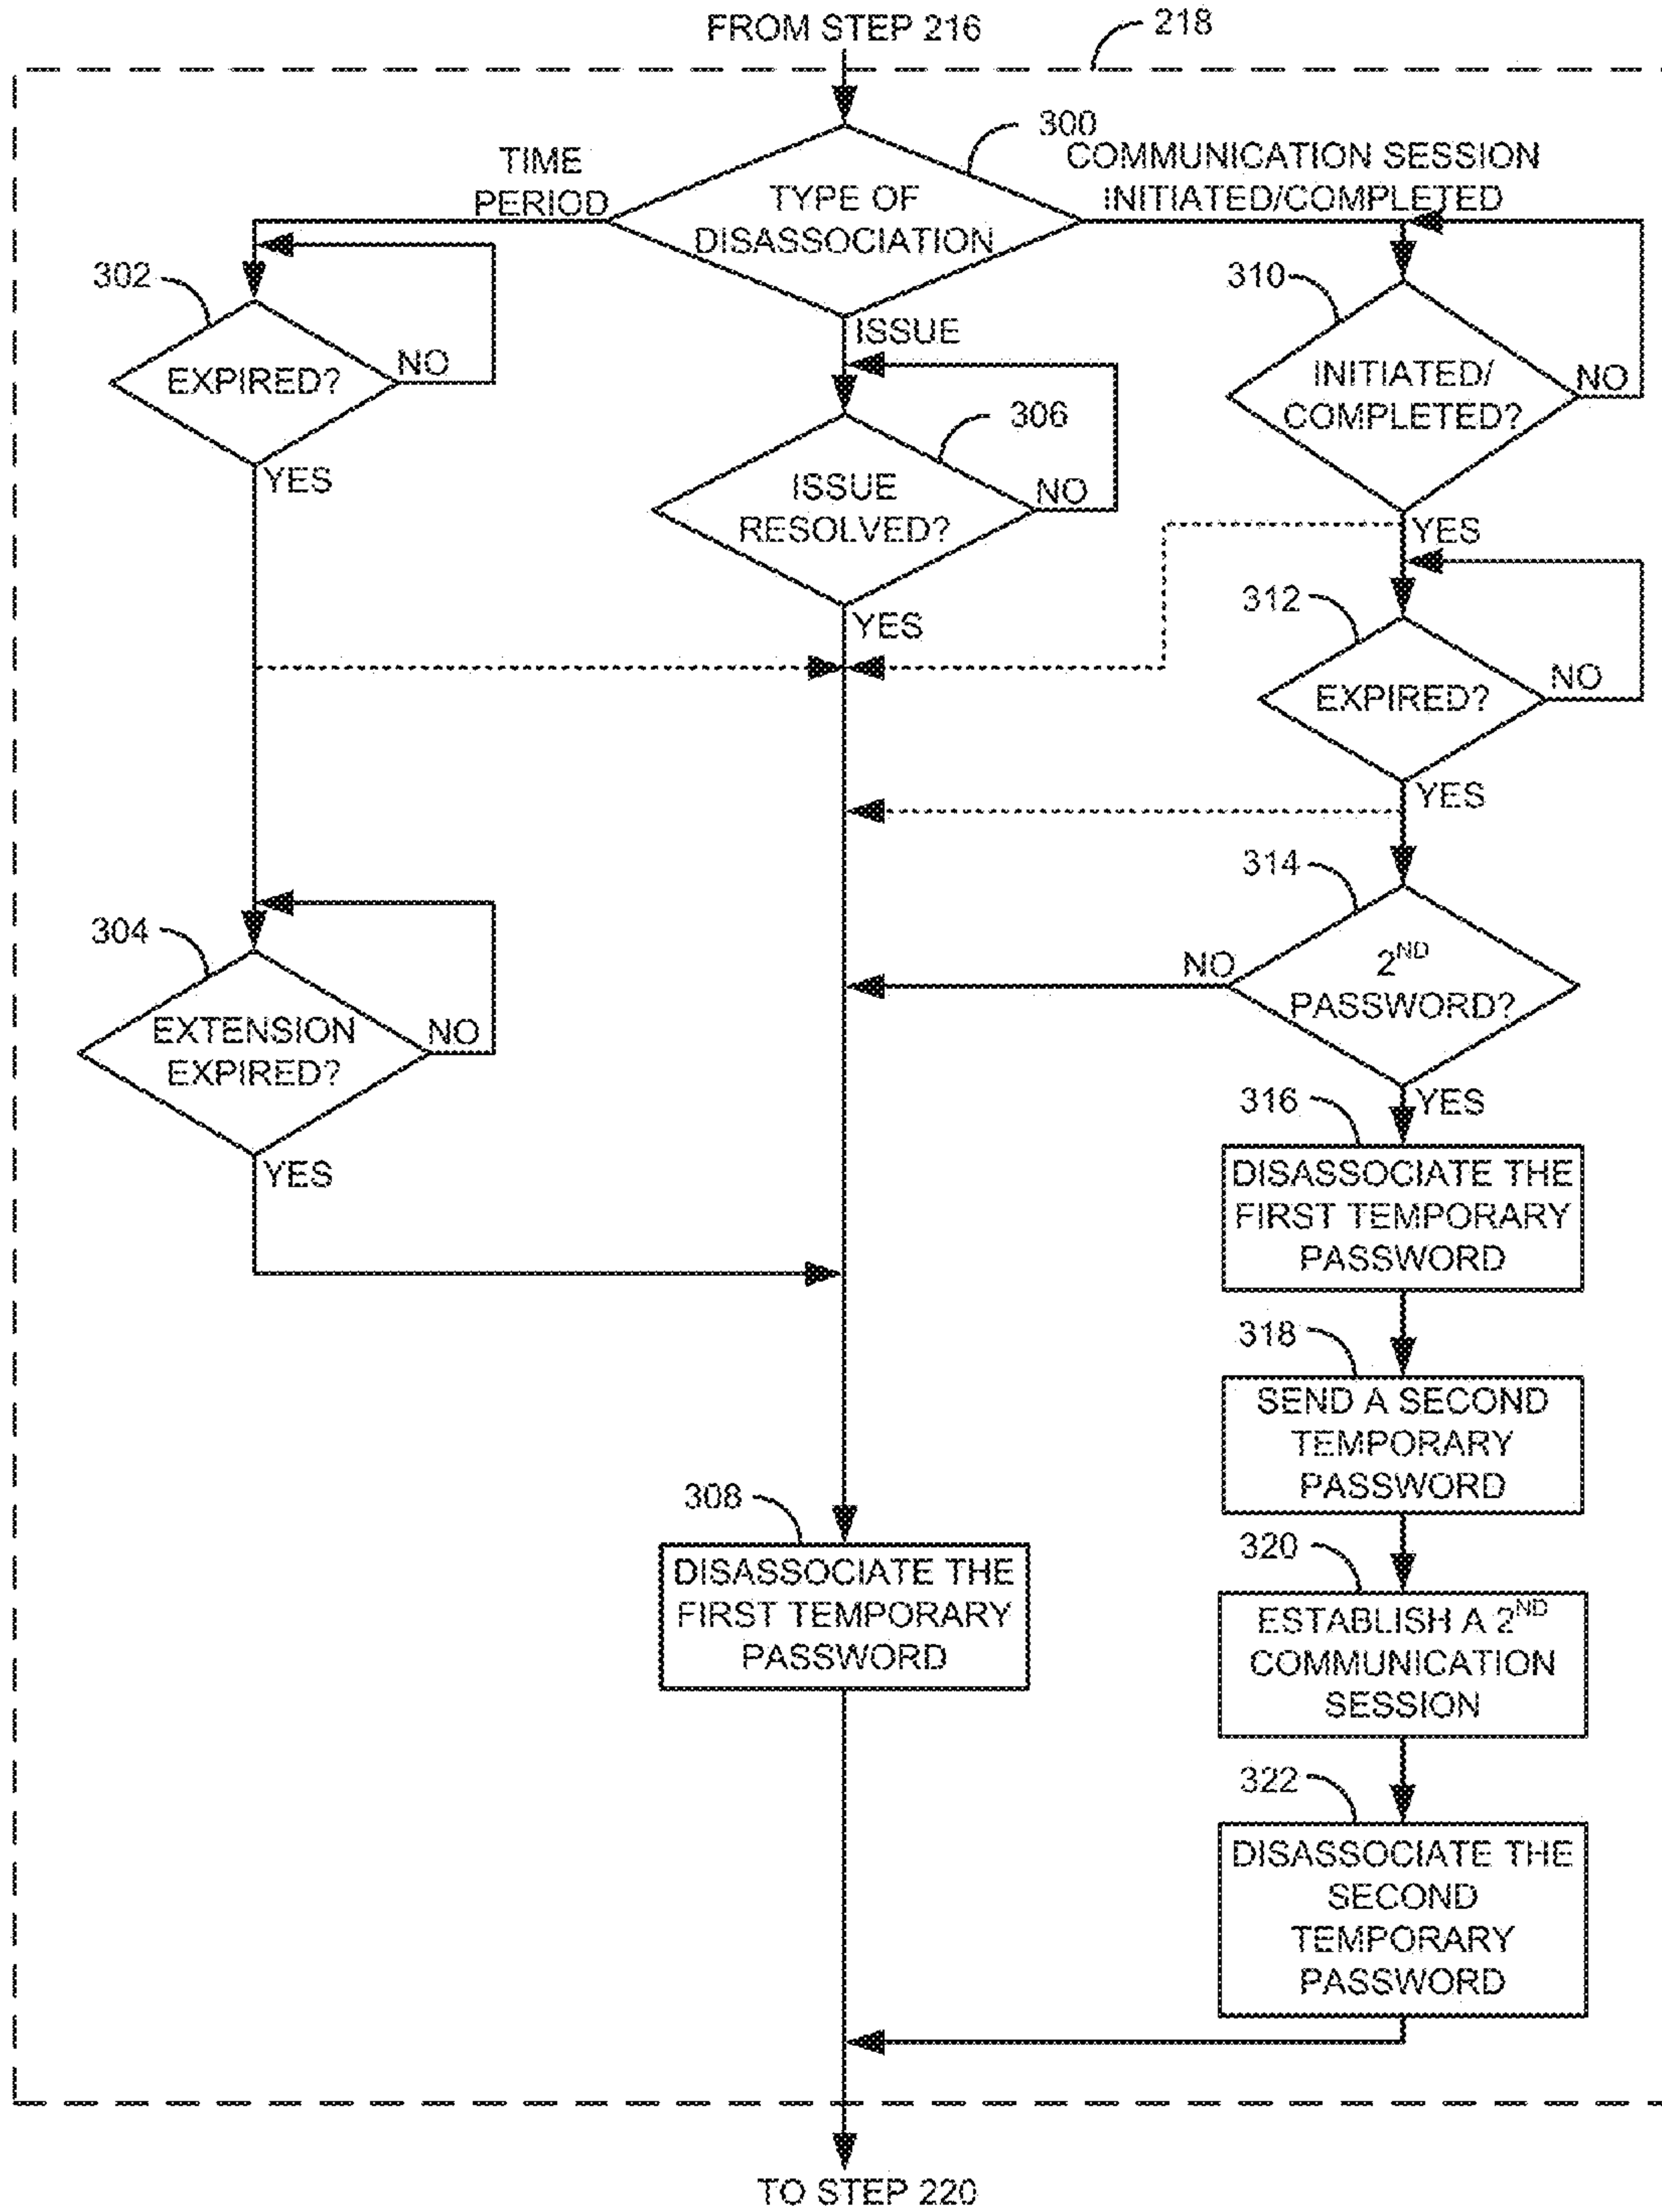 FROM STEP 216
218
300
TYPE OF
DISASSOCIATION
TIME
PERIOD
COMMUNICATION SESSION
INITIATED/COMPLETED
ISSUE
302
EXPIRED?
NO
YES
306
ISSUE
RESOLVED?
NO
YES
310
INITIATED/
COMPLETED?
NO
YES
312
EXPIRED?
NO
YES
304
EXTENSION
EXPIRED?
NO
YES
314
2ND
PASSWORD?
NO
YES
316
DISASSOCIATE THE
FIRST TEMPORARY
PASSWORD
318
SEND A SECOND
TEMPORARY
PASSWORD
308
DISASSOCIATE THE
FIRST TEMPORARY
PASSWORD
320
ESTABLISH A 2ND
COMMUNICATION
SESSION
322
DISASSOCIATE THE
SECOND
TEMPORARY
PASSWORD
TO STEP 220